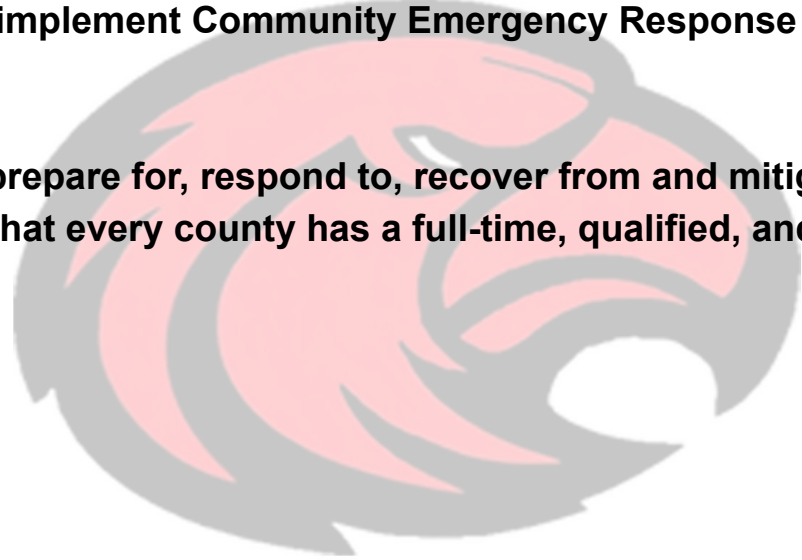 implement Community Emergency Response
prepare for, respond to, recover from and mitig
hat every county has a full-time, qualified, and